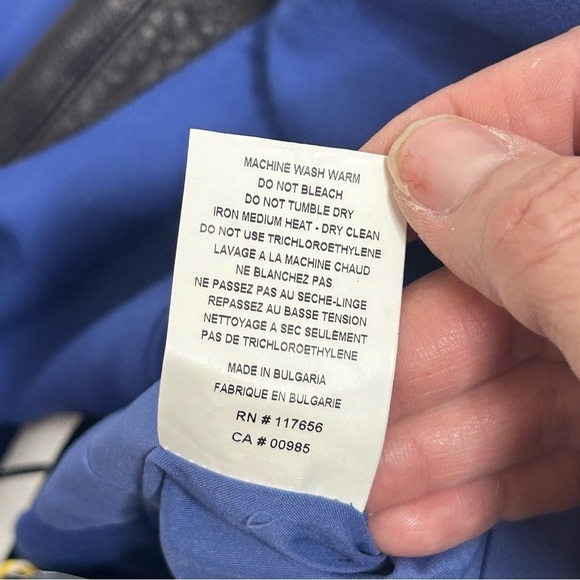 MACHINE WASH WARM
DO NOT BLEACH
DO NOT TUMBLE DRY
IRON MEDIUM HEAT - DRY CLEAN
DO NOT USE TRICHLOROETHYLENE
LAVAGE A LA MACHINE CHAUD
NE BLANCHEZ PAS
NE PASSEZ PAS AU SECHE-LINGE
REPASSEZ AU BASSE TENSION
NETTOYAGE A SEC SEULEMENT
PAS DE TRICHLOROETHYLENE
MADE IN BULGARIA
FABRIQUE EN BULGARIE
RN # 117656
CA # 00985